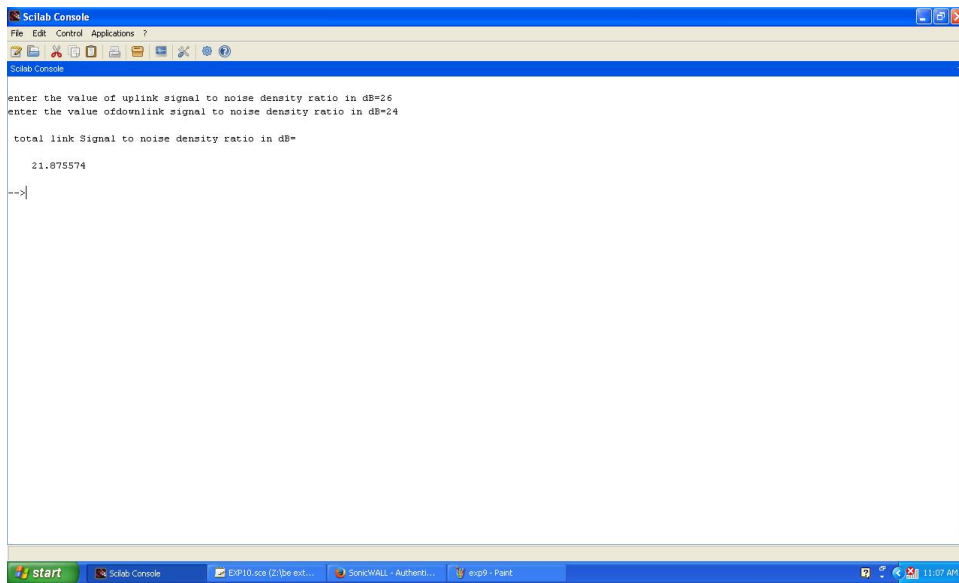 Scilab Console
File Edit Control Applications ?
Scilab Console
enter the value of uplink signal to noise density ratio in dB=26
enter the value ofdownlink signal to noise density ratio in dB=24
total link Signal to noise density ratio in dB=
21.875574
-->
start Scilab Console EXP10.sce (Z:\be ext... SonicWALL - Authenti... exp9 - Paint 11:07 AM